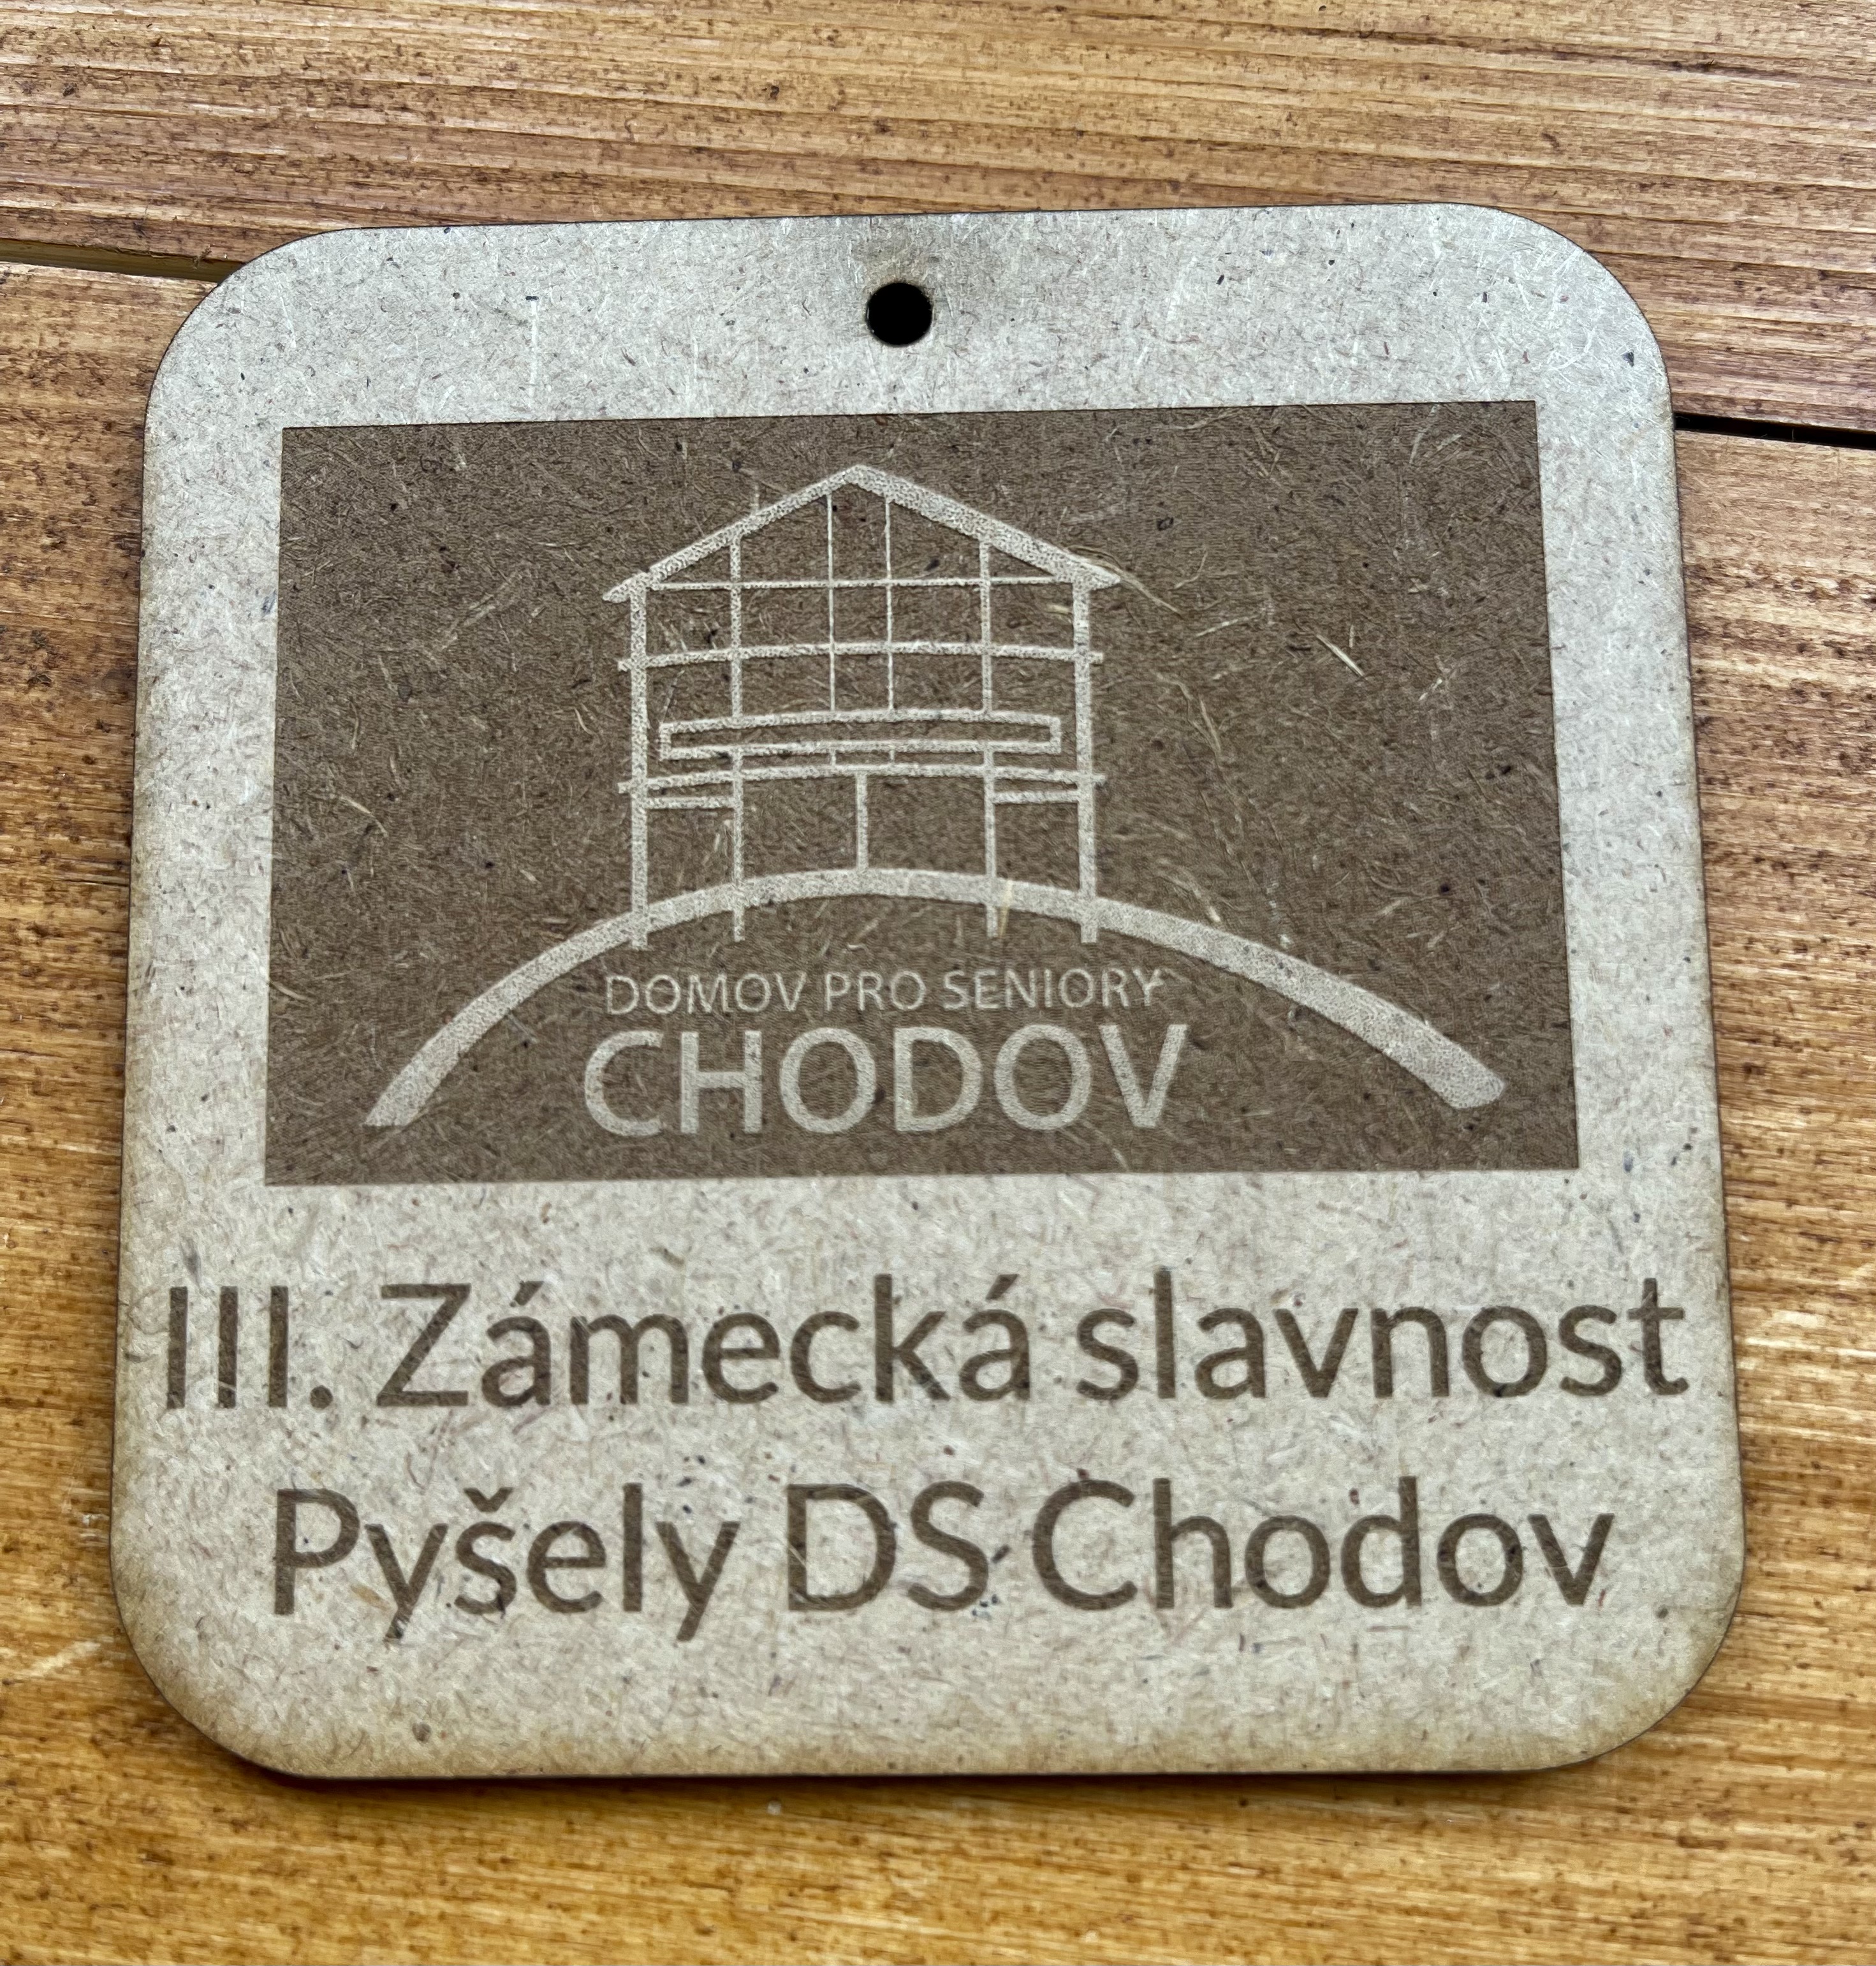 DOMOV PRO SENIORY
CHODOV
III. Zámecká slavnost
Pyšely DS Chodov